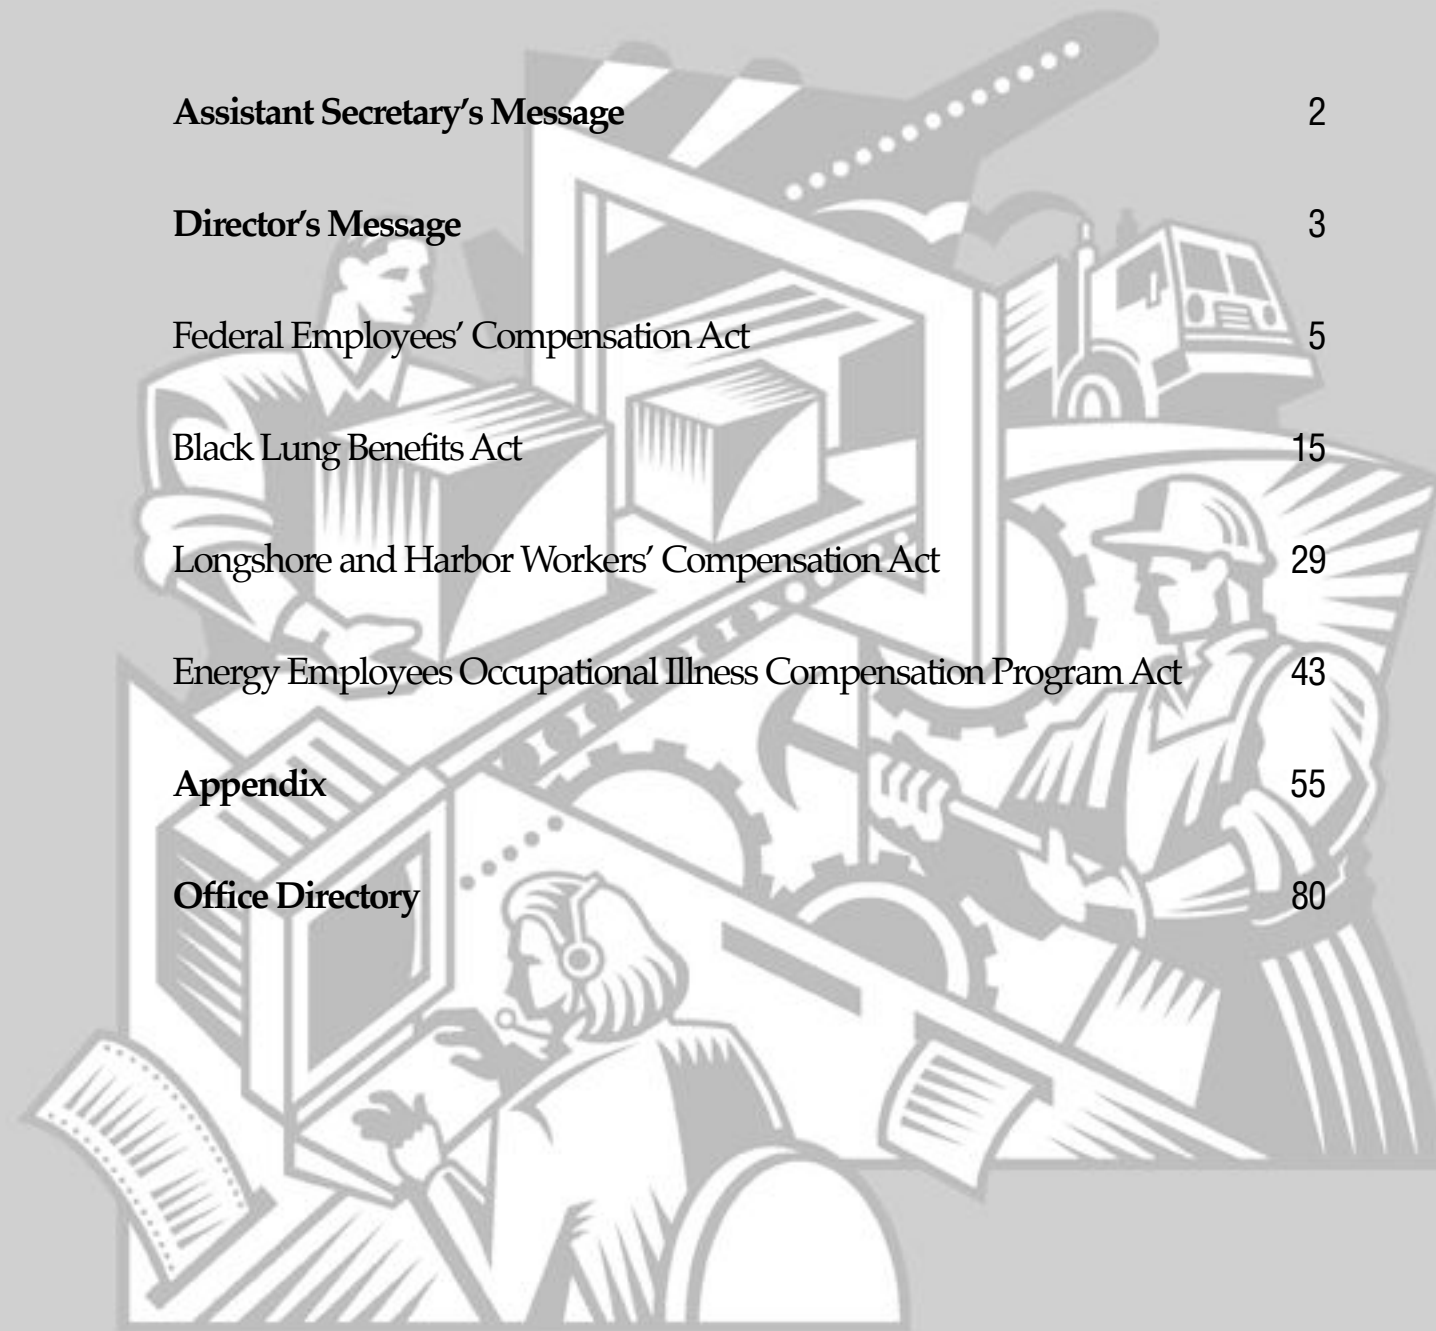 Assistant Secretary’s Message 2
Director’s Message 3
Federal Employees’ Compensation Act 5
Black Lung Benefits Act 15
Longshore and Harbor Workers’ Compensation Act 29
Energy Employees Occupational Illness Compensation Program Act 43
Appendix 55
Office Directory 80